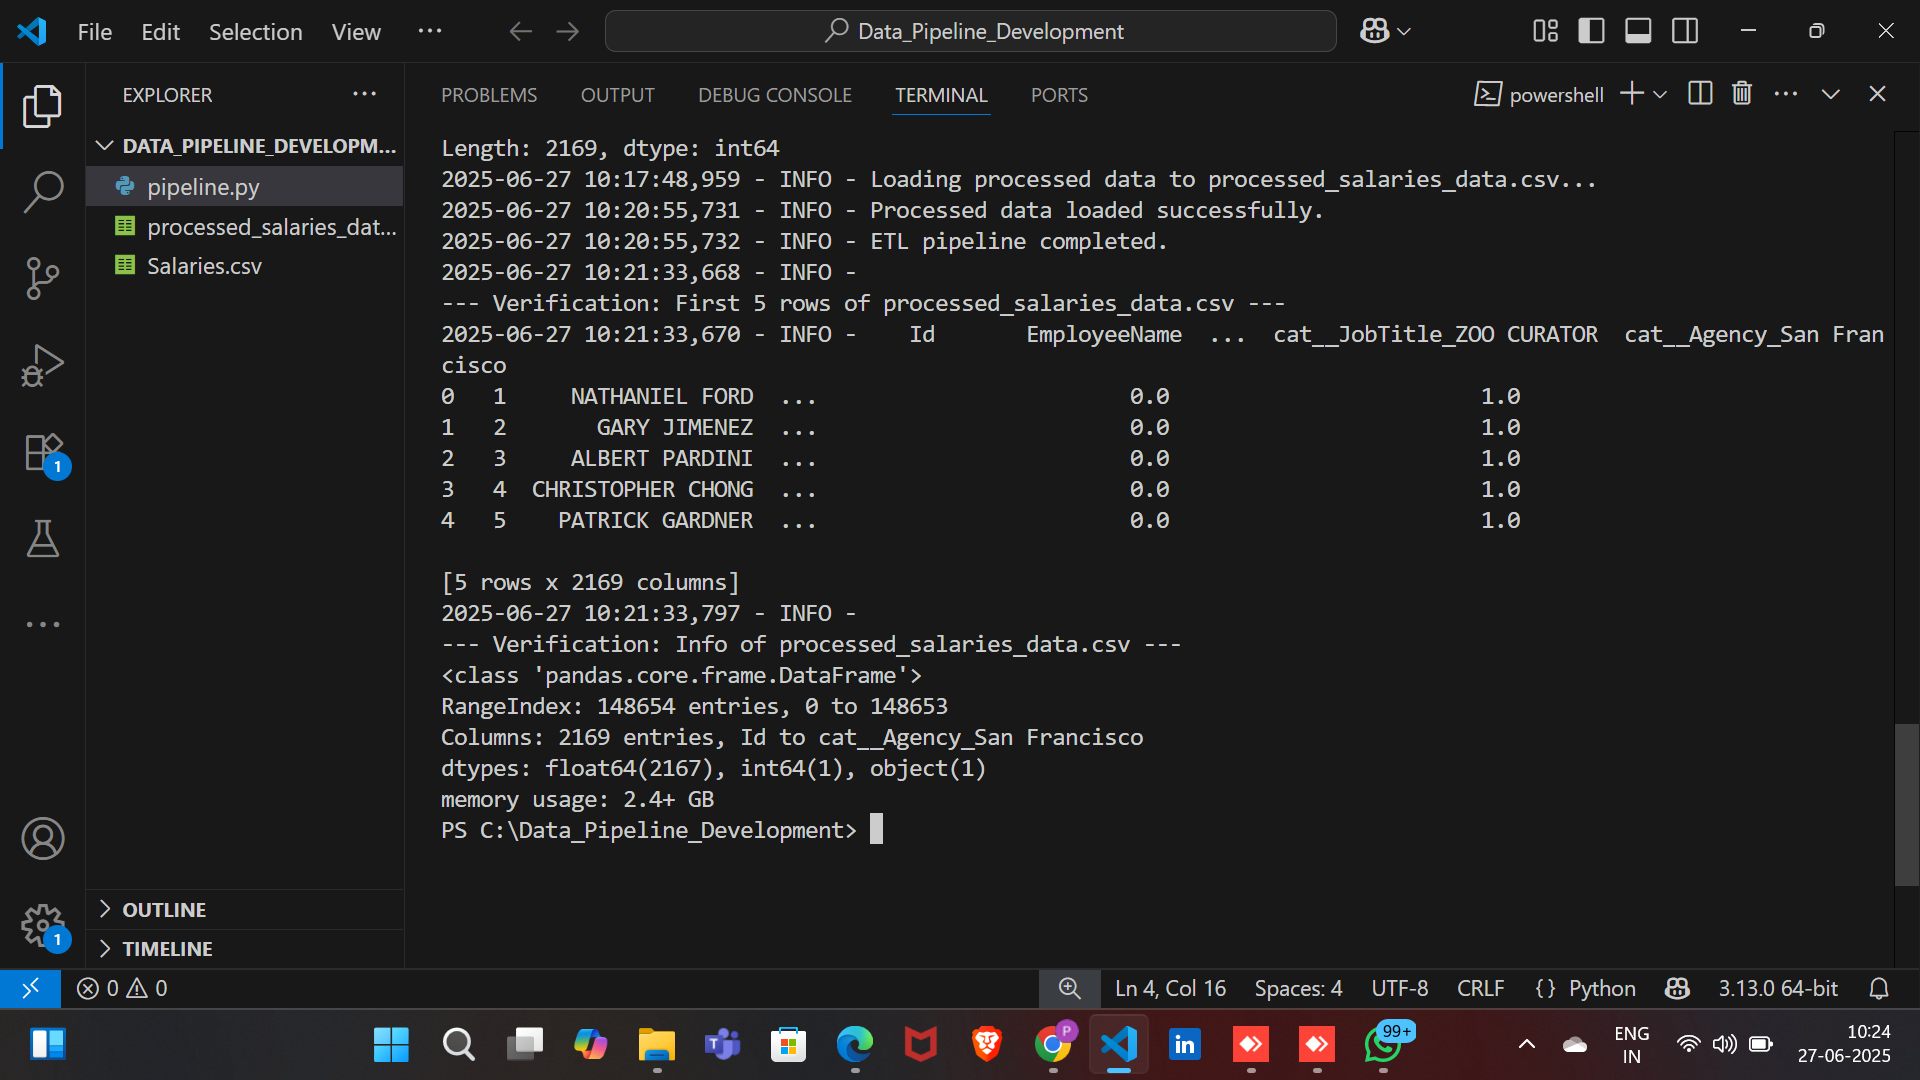 File Edit Selection View ...
Data_Pipeline_Development
EXPLORER ...
DATA_PIPELINE_DEVELOPM...
pipeline.py
processed_salaries_dat...
Salaries.csv
OUTLINE
TIMELINE
PROBLEMS OUTPUT DEBUG CONSOLE TERMINAL PORTS
powershell
Length: 2169, dtype: int64
2025-06-27 10:17:48,959 - INFO - Loading processed data to processed_salaries_data.csv...
2025-06-27 10:20:55,731 - INFO - Processed data loaded successfully.
2025-06-27 10:20:55,732 - INFO - ETL pipeline completed.
2025-06-27 10:21:33,668 - INFO -
--- Verification: First 5 rows of processed_salaries_data.csv ---
2025-06-27 10:21:33,670 - INFO -    Id       EmployeeName  ...  cat__JobTitle_ZOO CURATOR  cat__Agency_San Fran
cisco
0   1     NATHANIEL FORD  ...                        0.0                        1.0
1   2       GARY JIMENEZ  ...                        0.0                        1.0
2   3     ALBERT PARDINI  ...                        0.0                        1.0
3   4  CHRISTOPHER CHONG  ...                        0.0                        1.0
4   5    PATRICK GARDNER  ...                        0.0                        1.0
[5 rows x 2169 columns]
2025-06-27 10:21:33,797 - INFO -
--- Verification: Info of processed_salaries_data.csv ---
<class 'pandas.core.frame.DataFrame'>
RangeIndex: 148654 entries, 0 to 148653
Columns: 2169 entries, Id to cat__Agency_San Francisco
dtypes: float64(2167), int64(1), object(1)
memory usage: 2.4+ GB
PS C:\Data_Pipeline_Development>
1
1
0 0
Ln 4, Col 16 Spaces: 4 UTF-8 CRLF {} Python 3.13.0 64-bit
T
P
in
99+
ENG
IN
10:24
27-06-2025